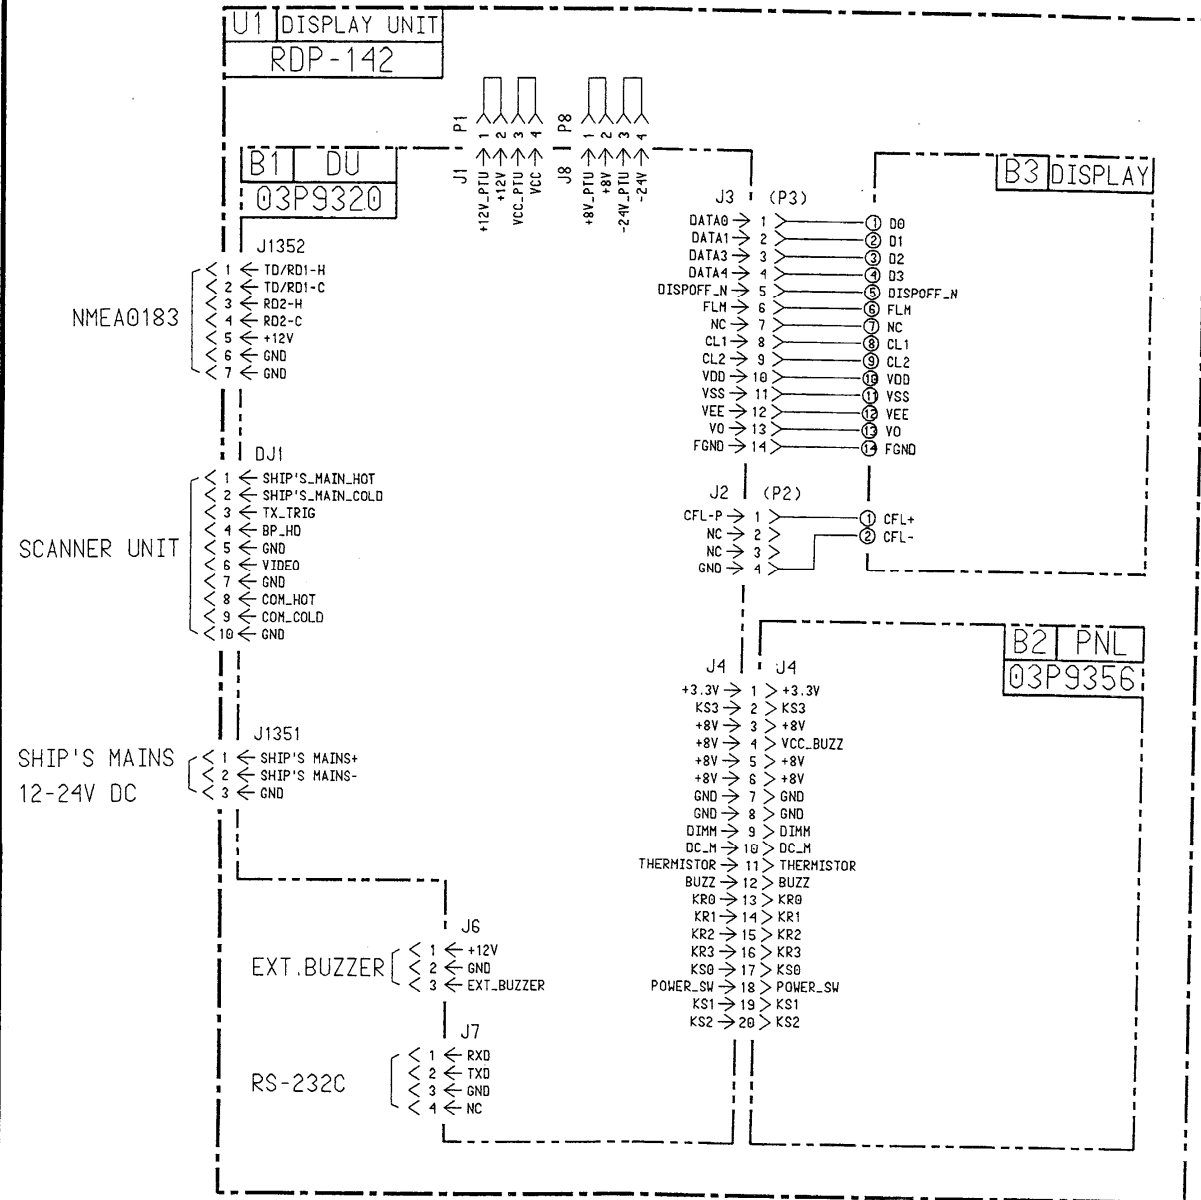 U1 DISPLAY UNIT
RDP-142
P1 1 2 3 4 P8 1 2 3 4
J1 +12V_PTU +12V VCC_PTU VCC J8 +8V_PTU +8V -24V_PTU -24V
B1 DU
03P9320
B3 DISPLAY
J1352
NMEA0183
1 TD/RD1-H
2 TD/RD1-C
3 RD2-H
4 RD2-C
5 +12V
6 GND
7 GND
DJ1
SCANNER UNIT
1 SHIP'S_MAIN_HOT
2 SHIP'S_MAIN_COLD
3 TX_TRIG
4 BP_HD
5 GND
6 VIDEO
7 GND
8 COM_HOT
9 COM_COLD
10 GND
J1351
SHIP'S MAINS
12-24V DC
1 SHIP'S MAINS+
2 SHIP'S MAINS-
3 GND
J6
EXT.BUZZER
1 +12V
2 GND
3 EXT_BUZZER
J7
RS-232C
1 RXD
2 TXD
3 GND
4 NC
J3 (P3)
DATA0 1 1 D0
DATA1 2 2 D1
DATA3 3 3 D2
DATA4 4 4 D3
DISPOFF_N 5 5 DISPOFF_N
FLM 6 6 FLM
NC 7 7 NC
CL1 8 8 CL1
CL2 9 9 CL2
VDD 10 10 VDD
VSS 11 11 VSS
VEE 12 12 VEE
VO 13 13 VO
FGND 14 14 FGND
J2 (P2)
CFL-P 1 1 CFL+
NC 2 2 CFL-
NC 3
GND 4
B2 PNL
03P9356
J4 J4
+3.3V 1 +3.3V
KS3 2 KS3
+8V 3 +8V
+8V 4 VCC_BUZZ
+8V 5 +8V
+8V 6 +8V
GND 7 GND
GND 8 GND
DIMM 9 DIMM
DC_M 10 DC_M
THERMISTOR 11 THERMISTOR
BUZZ 12 BUZZ
KR0 13 KR0
KR1 14 KR1
KR2 15 KR2
KR3 16 KR3
KS0 17 KS0
POWER_SW 18 POWER_SW
KS1 19 KS1
KS2 20 KS2